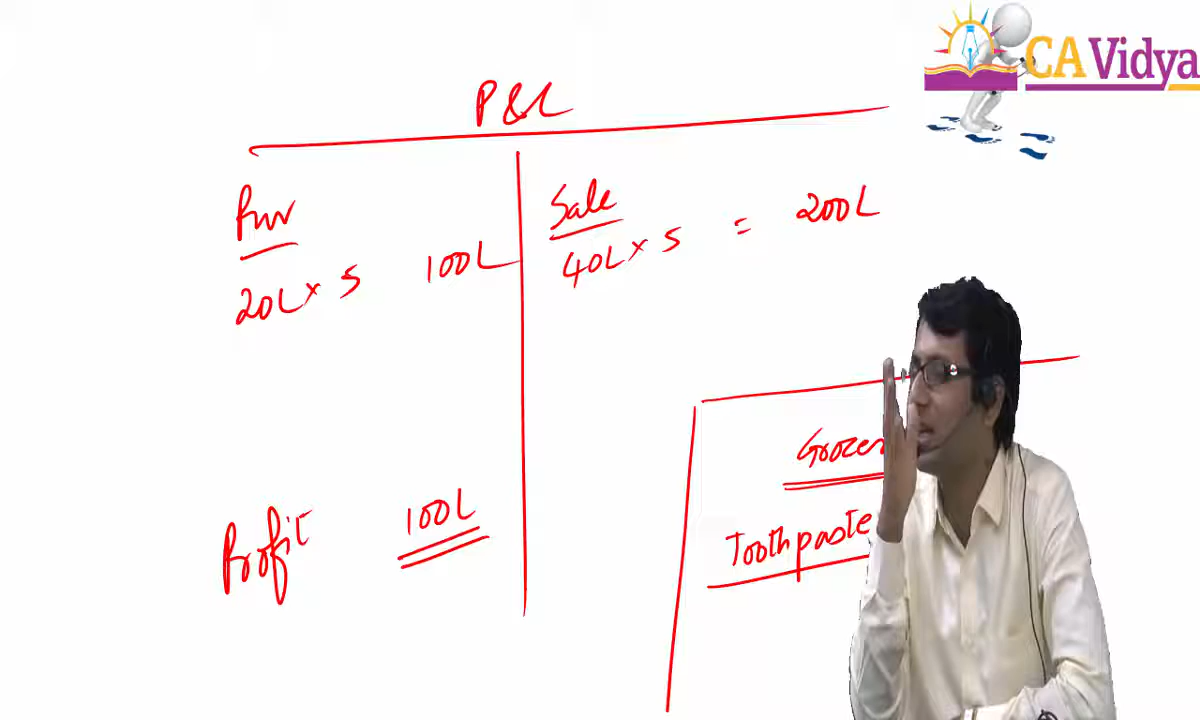 CA Vidya
P&L
Pur
20L × 5 100L
Sale
40L × 5 = 200L
Profit 100L
Toothpaste